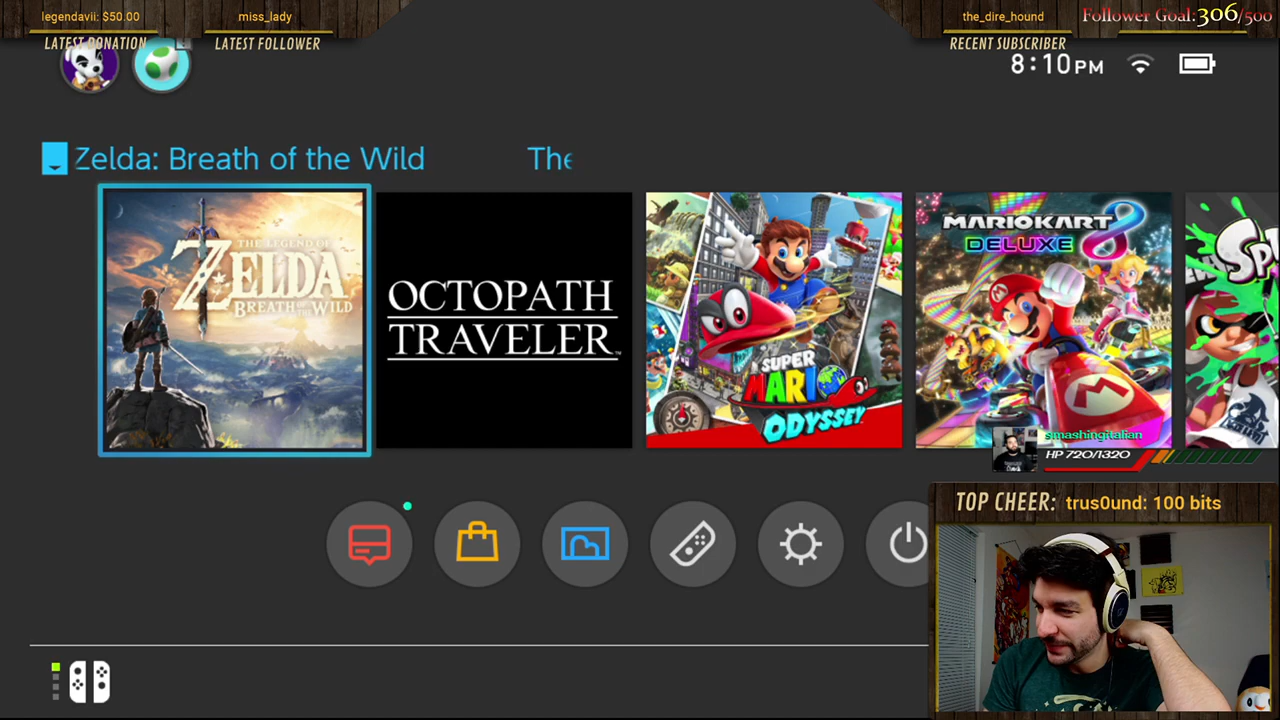 legendavii: $50.00
LATEST DONATION
miss_lady
LATEST FOLLOWER
the_dire_hound
RECENT SUBSCRIBER
Follower Goal: 306/500
8:10 PM
Zelda: Breath of the Wild The
THE LEGEND OF
ZELDA
BREATH OF THE WILD
OCTOPATH
TRAVELER
SUPER
MARIO
ODYSSEY
MARIOKART 8
DELUXE
M
Spl
smashingitalian
HP 720/1320
TOP CHEER: trus0und: 100 bits